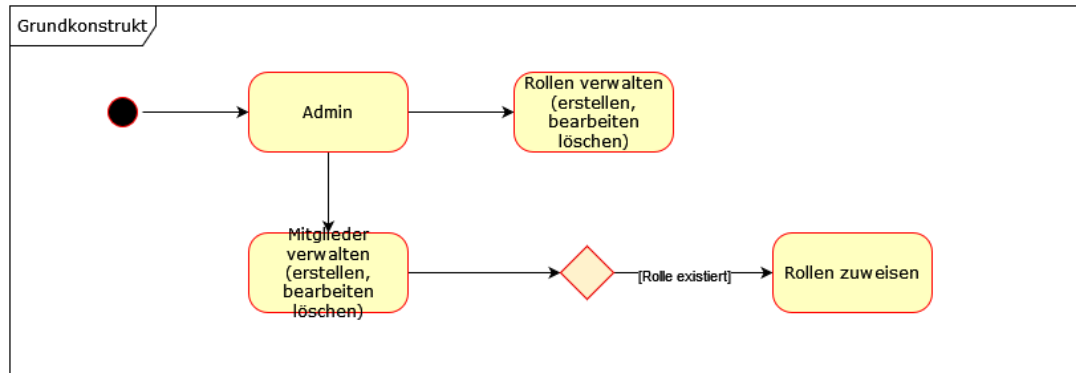 Grundkonstrukt
Admin
Rollen verwalten
(erstellen,
bearbeiten
löschen)
Mitglieder
verwalten
(erstellen,
bearbeiten
löschen)
[Rolle existiert]
Rollen zuweisen